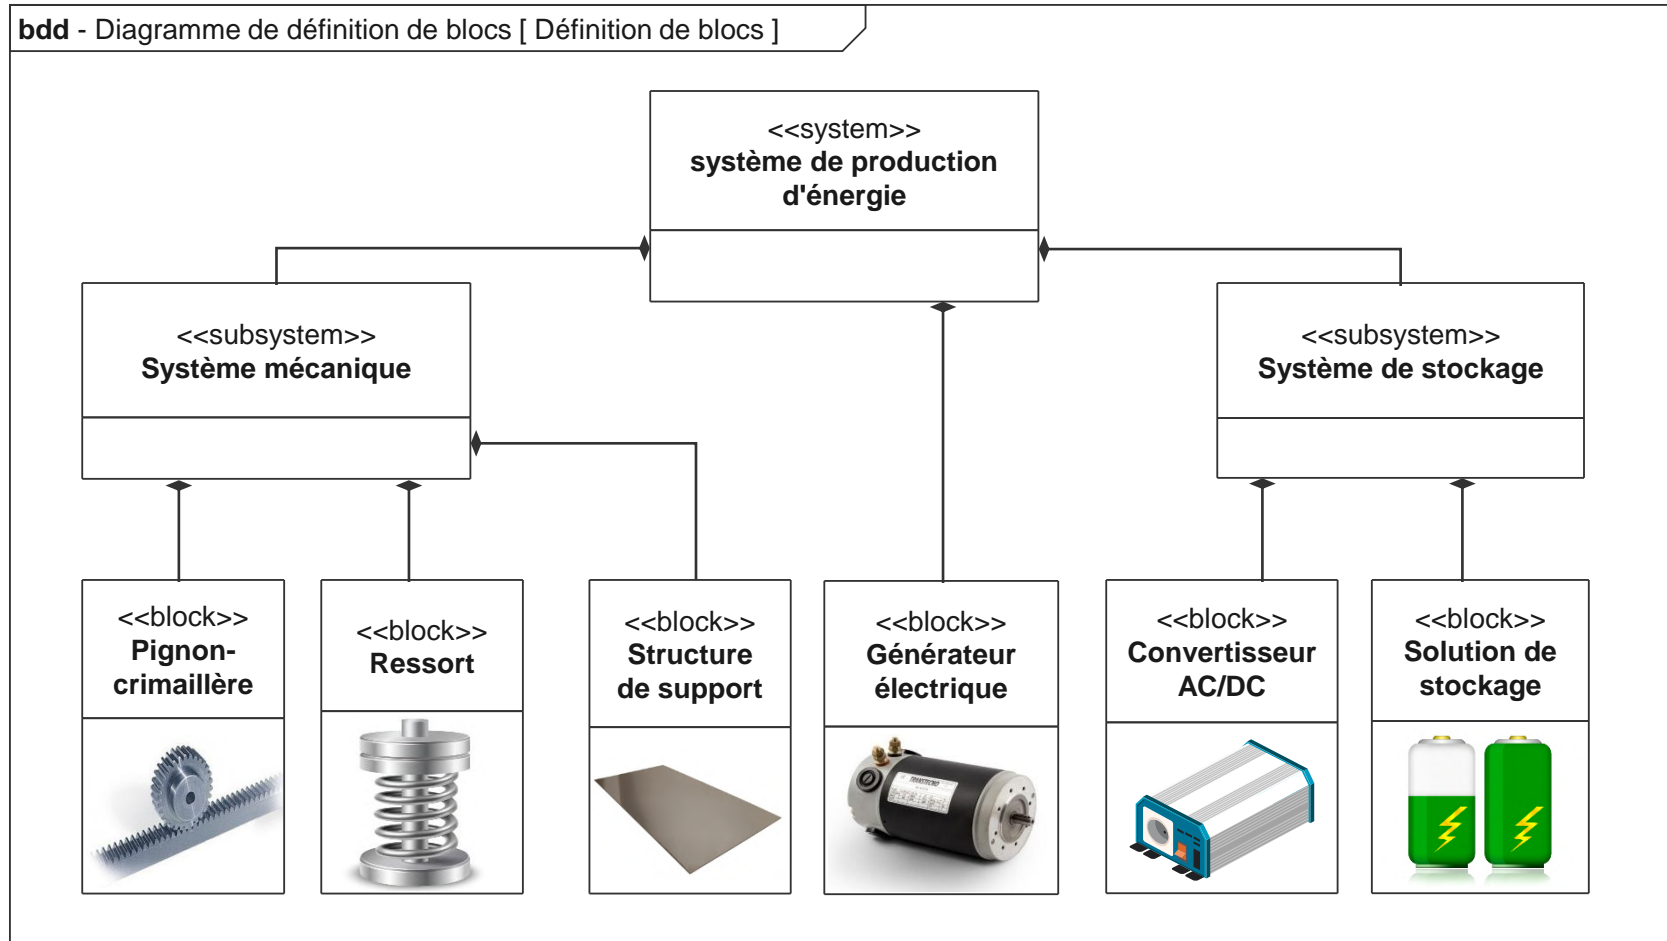 bdd - Diagramme de définition de blocs [ Définition de blocs ]
<<system>>
système de production
d'énergie
<<subsystem>>
Système mécanique
<<subsystem>>
Système de stockage
<<block>>
Pignon-
crimaillère
<<block>>
Ressort
<<block>>
Structure
de support
<<block>>
Générateur
électrique
<<block>>
Convertisseur
AC/DC
<<block>>
Solution de
stockage
TRANSTECNO